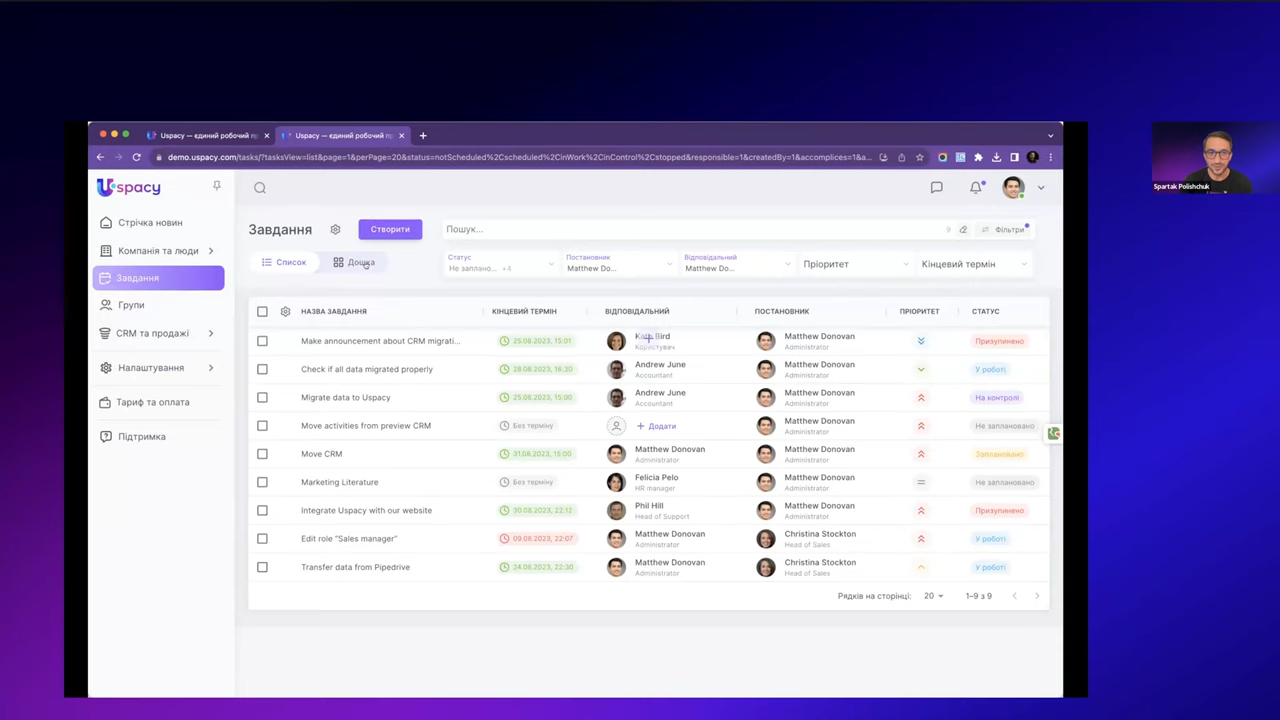 Uspacy — єдиний робочий пр
Uspacy — єдиний робочий пр
demo.uspacy.com/tasks/?tasksView=list&page=1&perPage=20&status=notScheduled%2Cscheduled%2CinWork%2CinControl%2Cstopped&responsible=1&createdBy=1&accomplices=1&a...
Uspacy
Стрічка новин
Компанія та люди
Завдання
Групи
CRM та продажі
Налаштування
Тариф та оплата
Підтримка
Завдання
Створити
Пошук...
9
Фільтри
Список
Дошка
Статус
Не заплано... +4
Постановник
Matthew Do...
Відповідальний
Matthew Do...
Пріоритет
Кінцевий термін
НАЗВА ЗАВДАННЯ КІНЦЕВИЙ ТЕРМІН ВІДПОВІДАЛЬНИЙ ПОСТАНОВНИК ПРІОРИТЕТ СТАТУС
Make announcement about CRM migrati... 25.08.2023, 15:01 Kate Bird Користувач Matthew Donovan Administrator Призупинено
Check if all data migrated properly 28.08.2023, 16:30 Andrew June Accountant Matthew Donovan Administrator У роботі
Migrate data to Uspacy 25.08.2023, 15:00 Andrew June Accountant Matthew Donovan Administrator На контролі
Move activities from preview CRM Без терміну Додати Matthew Donovan Administrator Не заплановано
Move CRM 31.08.2023, 15:00 Matthew Donovan Administrator Matthew Donovan Administrator Заплановано
Marketing Literature Без терміну Felicia Pelo HR manager Matthew Donovan Administrator Не заплановано
Integrate Uspacy with our website 30.08.2023, 22:12 Phil Hill Head of Support Matthew Donovan Administrator Призупинено
Edit role "Sales manager" 09.08.2023, 22:07 Matthew Donovan Administrator Christina Stockton Head of Sales У роботі
Transfer data from Pipedrive 24.08.2023, 22:30 Matthew Donovan Administrator Christina Stockton Head of Sales У роботі
Рядків на сторінці: 20 1–9 з 9
Spartak Polishchuk